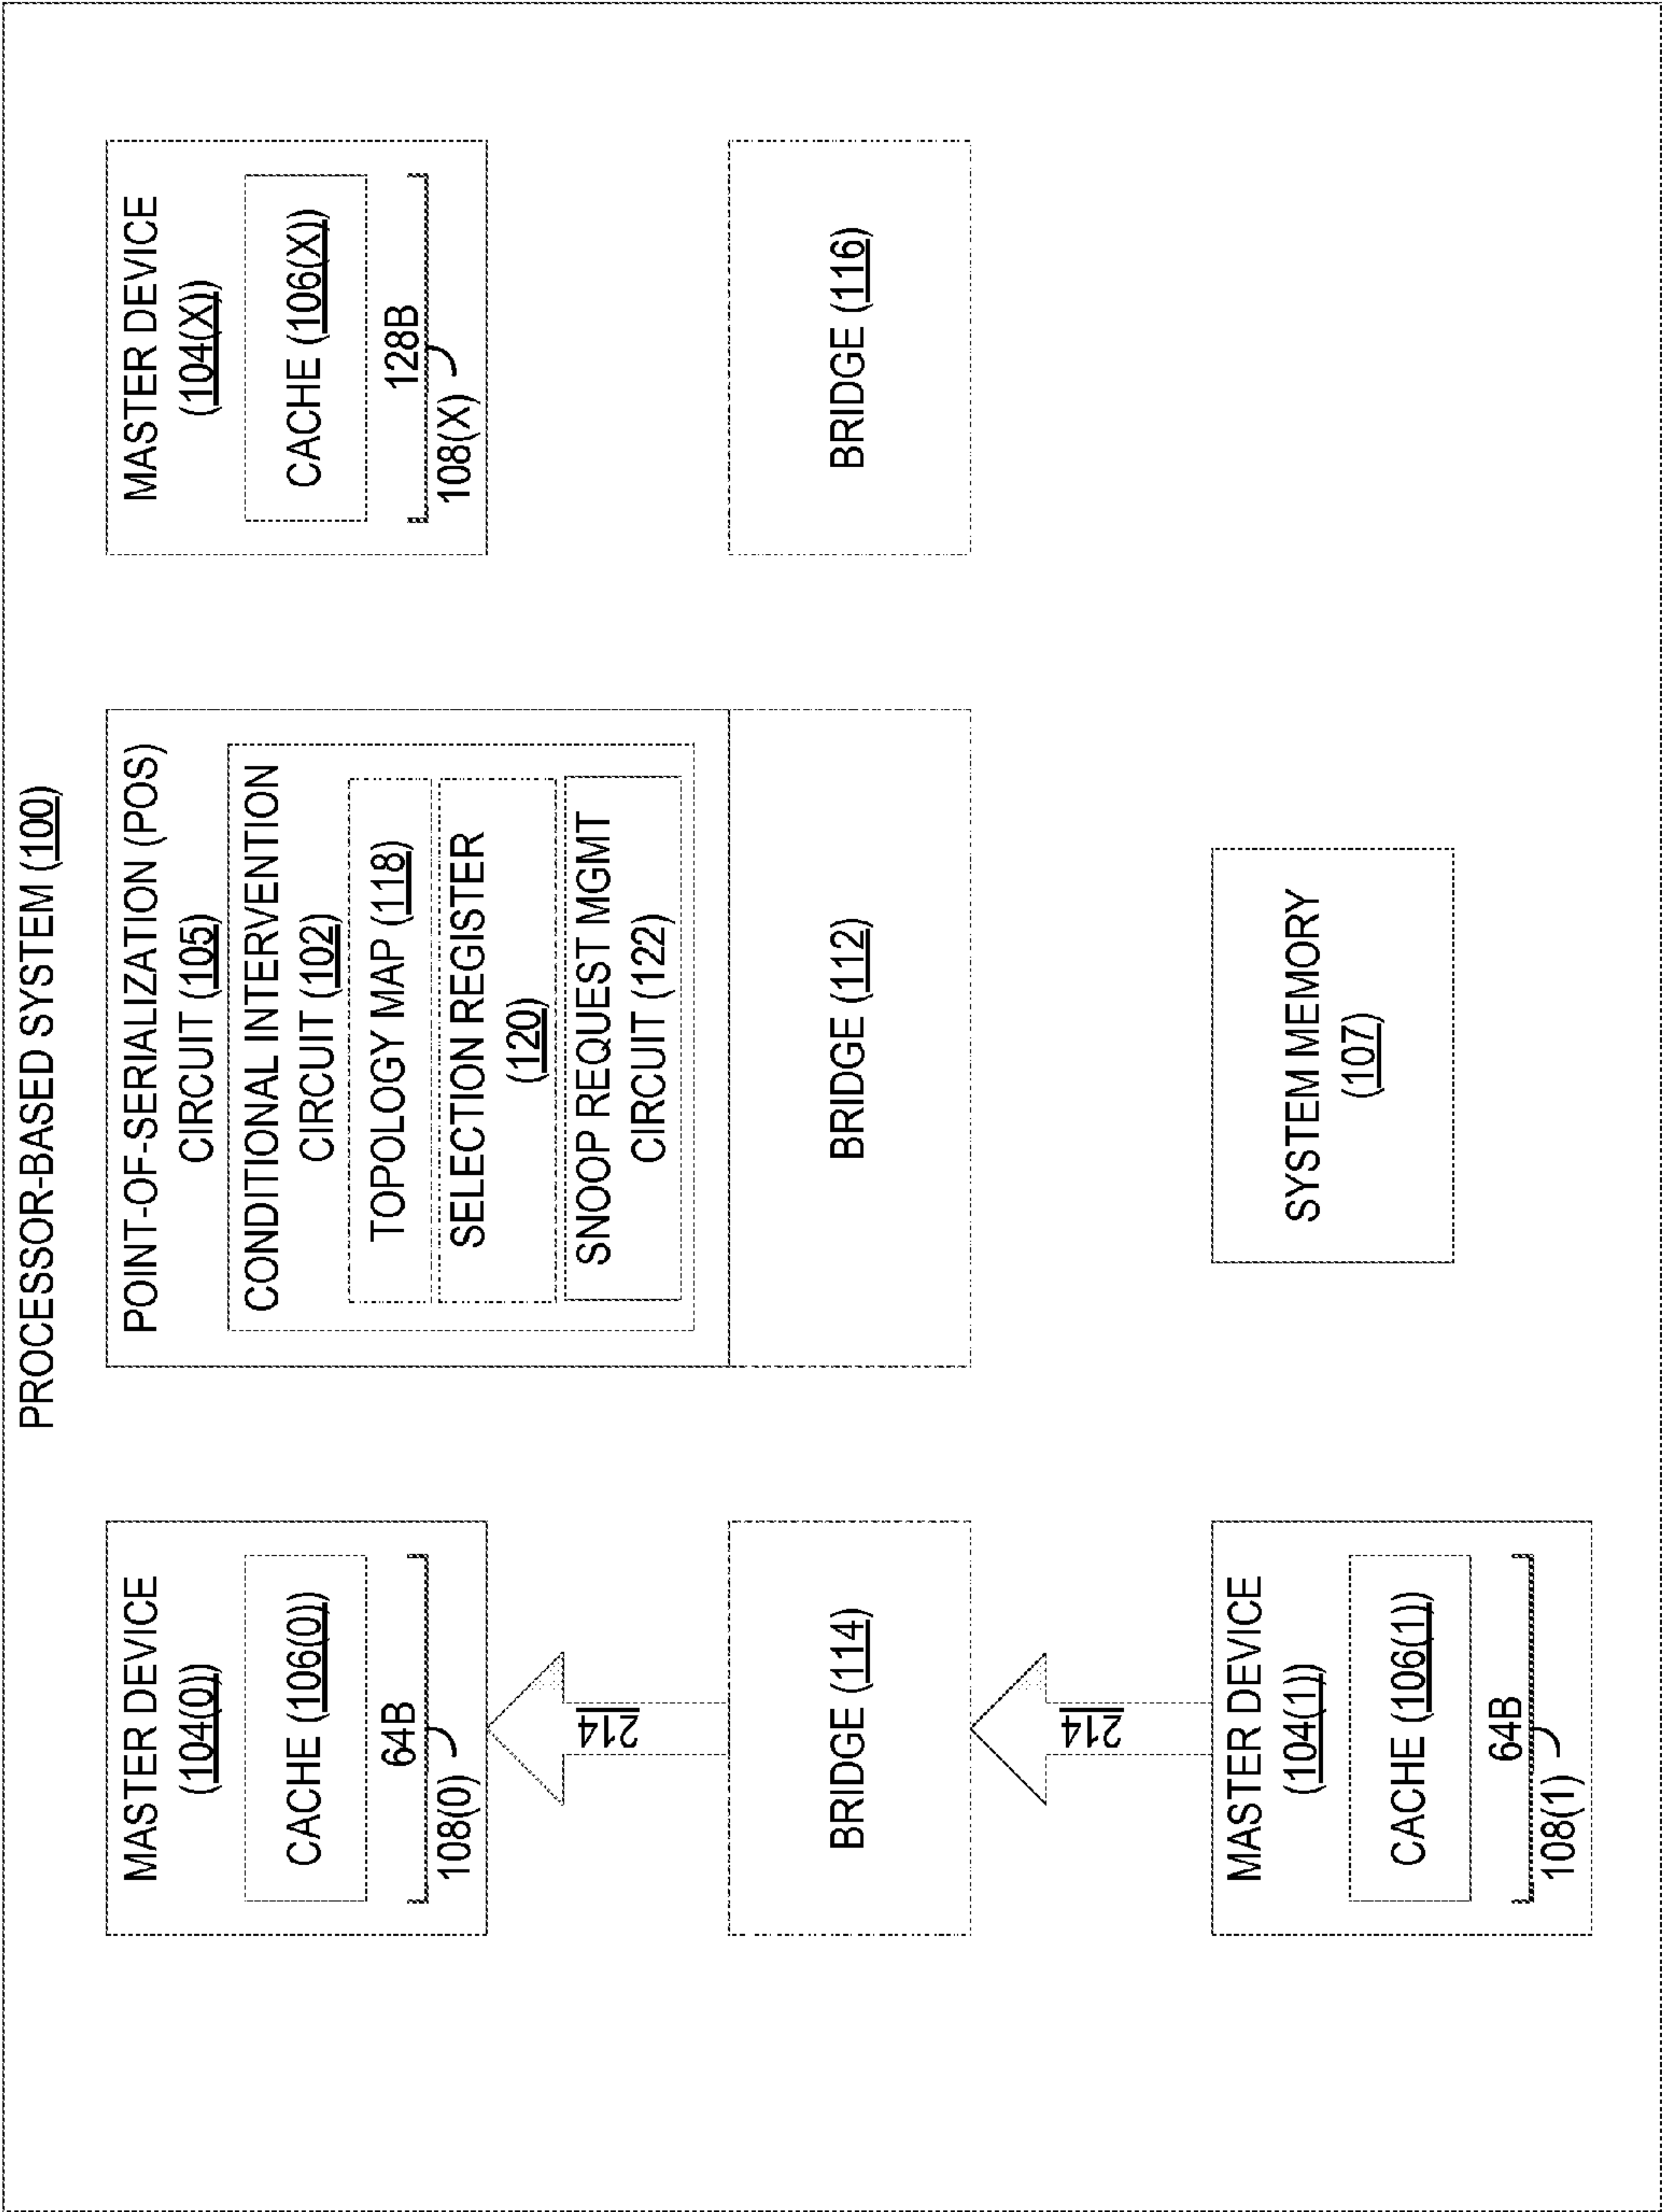 PROCESSOR-BASED SYSTEM (100)
MASTER DEVICE
(104(0))
CACHE (106(0))
64B
108(0)
POINT-OF-SERIALIZATION (POS)
CIRCUIT (105)
CONDITIONAL INTERVENTION
CIRCUIT (102)
TOPOLOGY MAP (118)
SELECTION REGISTER
(120)
SNOOP REQUEST MGMT
CIRCUIT (122)
MASTER DEVICE
(104(X))
CACHE (106(X))
128B
108(X)
214
BRIDGE (114)
BRIDGE (112)
BRIDGE (116)
214
MASTER DEVICE
(104(1))
CACHE (106(1))
64B
108(1)
SYSTEM MEMORY
(107)